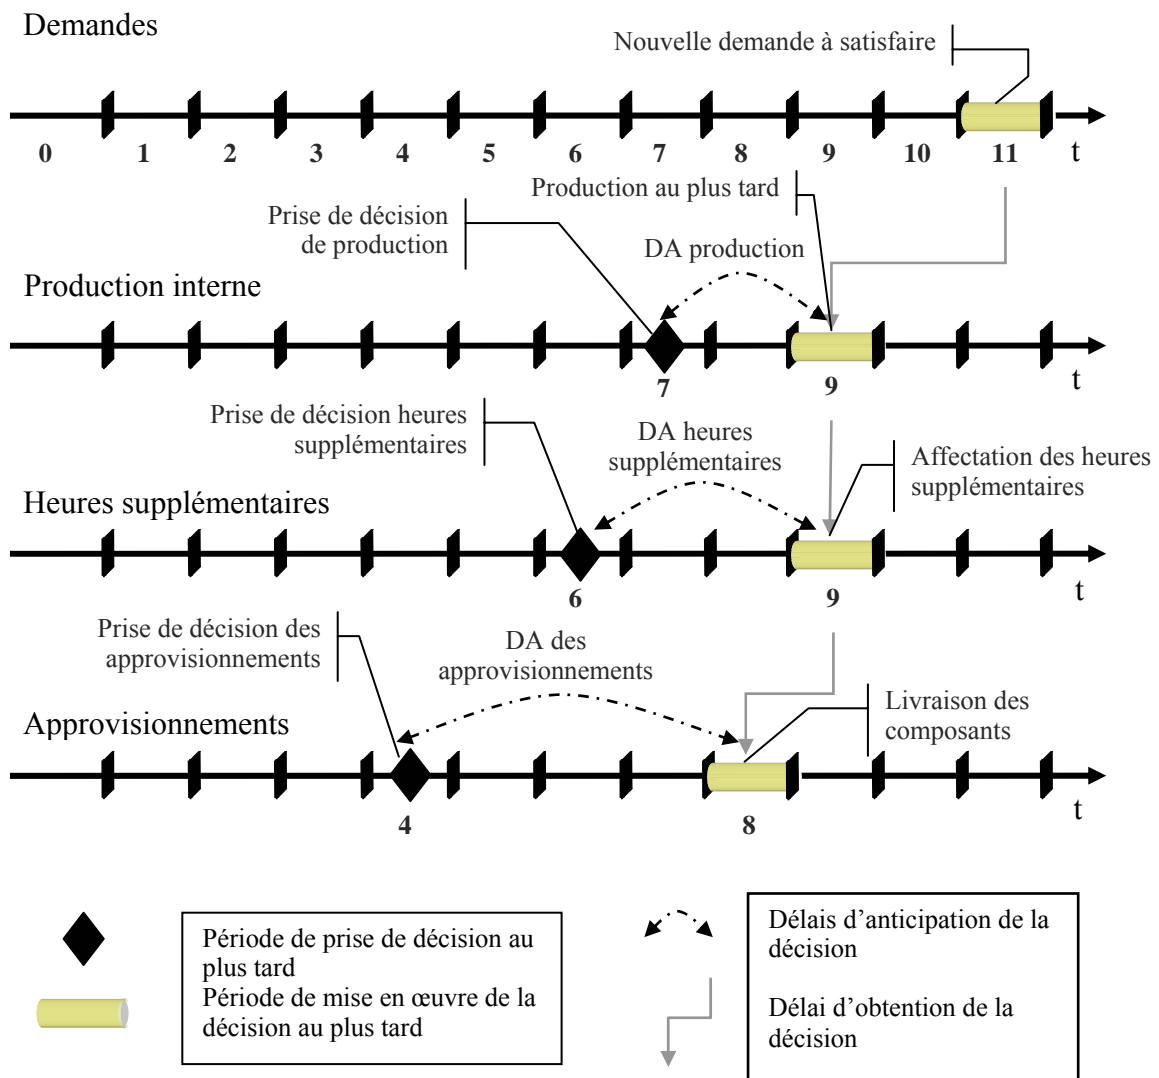 Demandes
Nouvelle demande à satisfaire
0 1 2 3 4 5 6 7 8 9 10 11 t
Production au plus tard
Prise de décision
de production
DA production
Production interne
7 9 t
Prise de décision heures
supplémentaires
DA heures
supplémentaires
Affectation des heures
supplémentaires
Heures supplémentaires
6 9 t
Prise de décision des
approvisionnements
DA des
approvisionnements
Livraison des
composants
Approvisionnements
4 8 t
Période de prise de décision au
plus tard
Période de mise en œuvre de la
décision au plus tard
Délais d’anticipation de la
décision
Délai d’obtention de la
décision